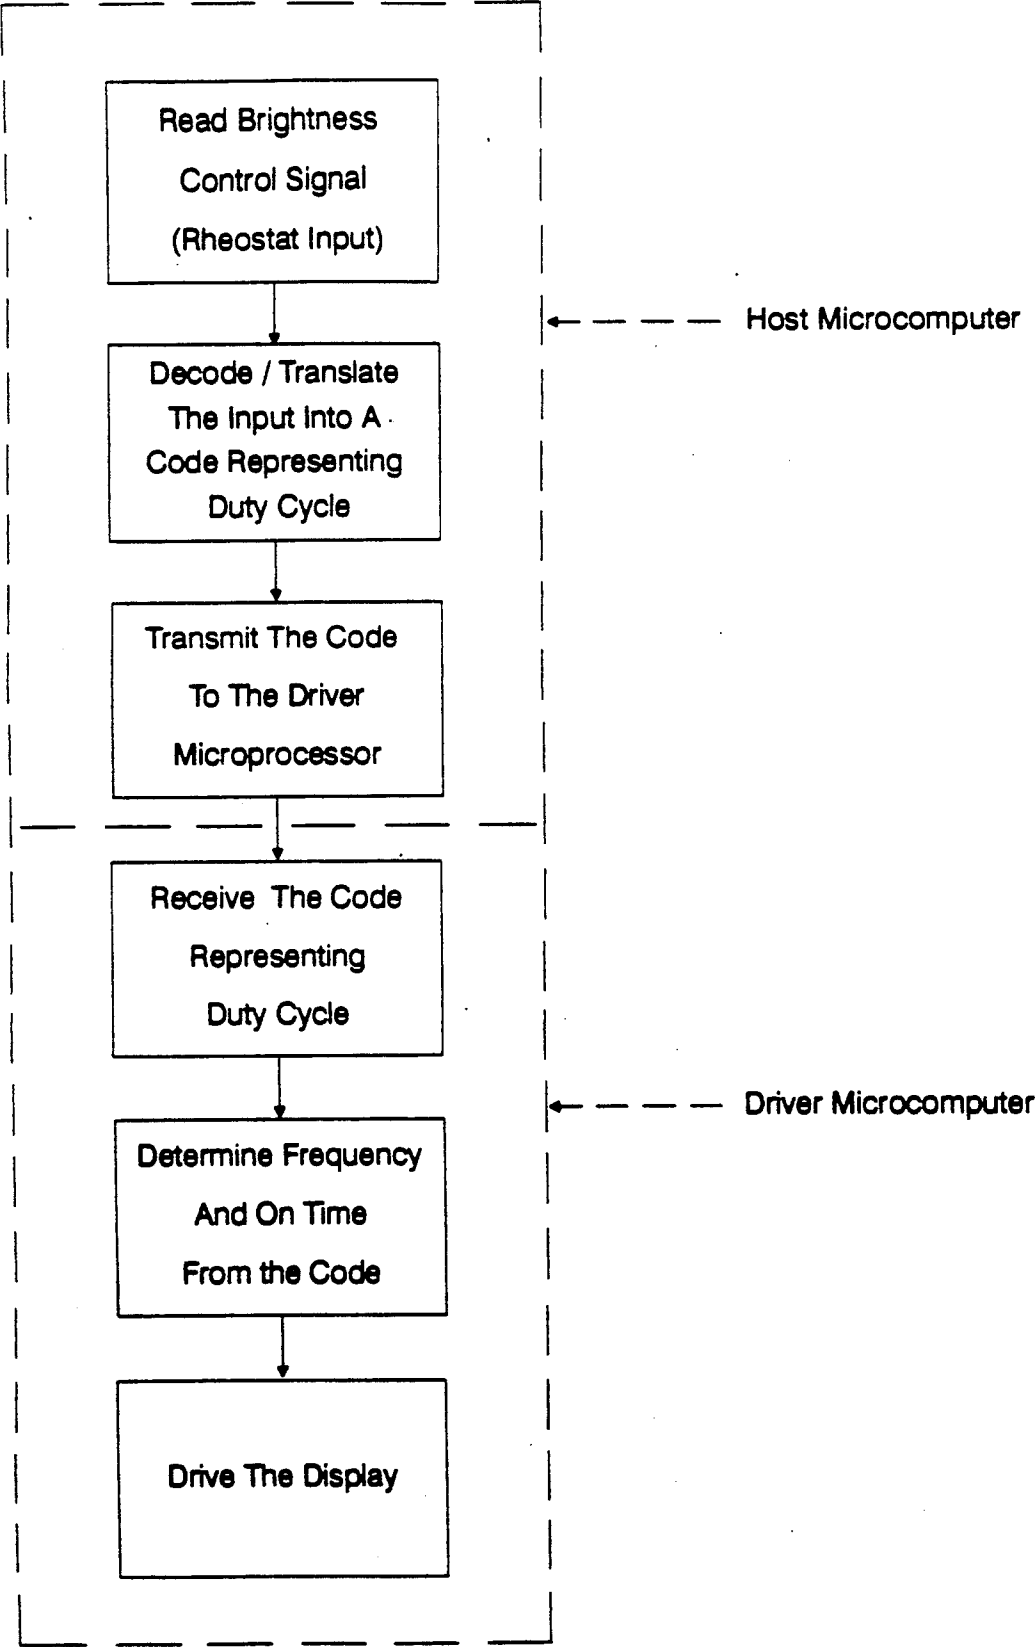 Read Brightness
Control Signal
(Rheostat Input)
Host Microcomputer
Decode / Translate
The Input Into A
Code Representing
Duty Cycle
Transmit The Code
To The Driver
Microprocessor
Receive The Code
Representing
Duty Cycle
Driver Microcomputer
Determine Frequency
And On Time
From the Code
Drive The Display